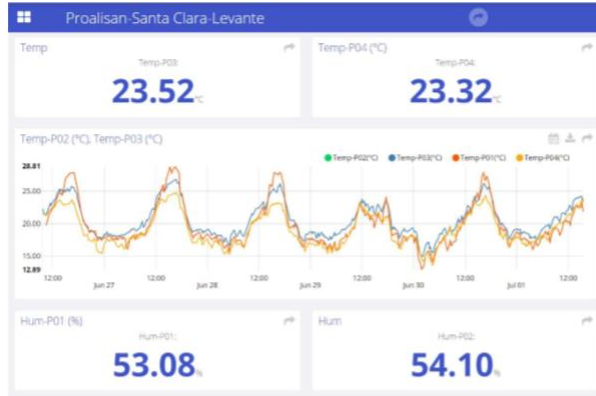 Proalisan-Santa Clara-Levante
Temp
Temp-P03:
23.52°C
Temp-P04 (°C)
Temp-P04:
23.32°C
Temp-P02 (°C), Temp-P03 (°C)
Temp-P02(°C) Temp-P03(°C) Temp-P01(°C) Temp-P04(°C)
28.81
25.00
20.00
15.00
12.89
12:00 Jun 27 12:00 Jun 28 12:00 Jun 29 12:00 Jun 30 12:00 Jul 01 12:00
Hum-P01 (%)
Hum-P01:
53.08%
Hum
Hum-P02:
54.10%